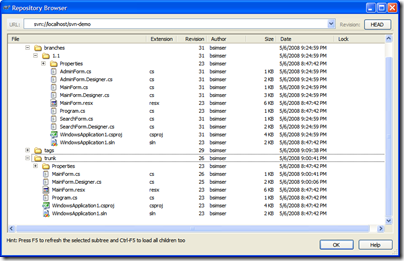 Repository Browser
URL: svn://localhost/svn-demo Revision: HEAD
File Extension Revision Author Size Date Lock
branches 31 bsimser 5/6/2008 9:24:59 PM
1.1 31 bsimser 5/6/2008 9:24:59 PM
Properties 23 bsimser 5/6/2008 8:47:42 PM
AdminForm.cs cs 31 bsimser 1 KB 5/6/2008 9:24:59 PM
AdminForm.Designer.cs cs 31 bsimser 2 KB 5/6/2008 9:24:59 PM
MainForm.cs cs 31 bsimser 1 KB 5/6/2008 9:24:59 PM
MainForm.Designer.cs cs 31 bsimser 3 KB 5/6/2008 9:24:59 PM
MainForm.resx resx 23 bsimser 6 KB 5/6/2008 8:47:42 PM
Program.cs cs 23 bsimser 1 KB 5/6/2008 8:47:42 PM
SearchForm.cs cs 31 bsimser 1 KB 5/6/2008 9:24:59 PM
SearchForm.Designer.cs cs 31 bsimser 2 KB 5/6/2008 9:24:59 PM
WindowsApplication1.csproj csproj 31 bsimser 4 KB 5/6/2008 9:24:59 PM
WindowsApplication1.sln sln 23 bsimser 2 KB 5/6/2008 8:47:42 PM
tags 29 bsimser 5/6/2008 9:09:38 PM
trunk 26 bsimser 5/6/2008 9:00:41 PM
Properties 23 bsimser 5/6/2008 8:47:42 PM
MainForm.cs cs 26 bsimser 1 KB 5/6/2008 9:00:41 PM
MainForm.Designer.cs cs 25 bsimser 2 KB 5/6/2008 9:00:06 PM
MainForm.resx resx 23 bsimser 6 KB 5/6/2008 8:47:42 PM
Program.cs cs 23 bsimser 1 KB 5/6/2008 8:47:42 PM
WindowsApplication1.csproj csproj 23 bsimser 4 KB 5/6/2008 8:47:42 PM
WindowsApplication1.sln sln 23 bsimser 2 KB 5/6/2008 8:47:42 PM
Hint: Press F5 to refresh the selected subtree and Ctrl-F5 to load all children too
OK Help